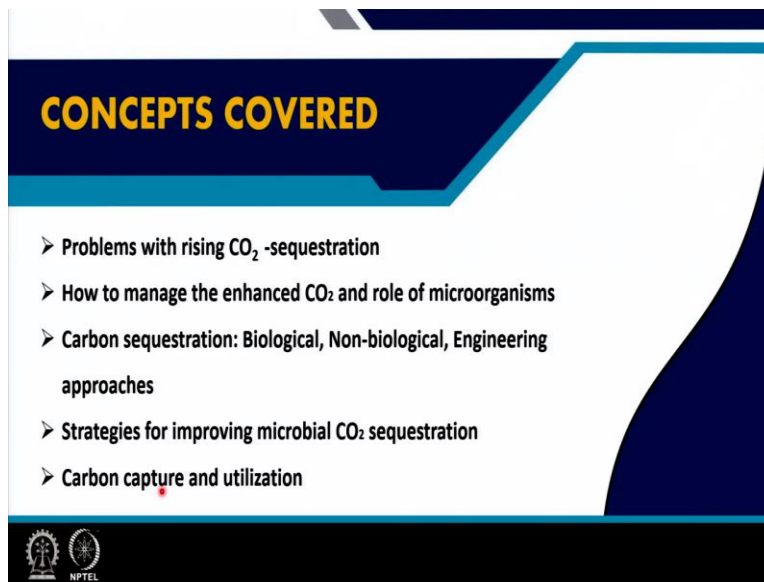 CONCEPTS COVERED
➤ Problems with rising CO₂ -sequestration
➤ How to manage the enhanced CO₂ and role of microorganisms
➤ Carbon sequestration: Biological, Non-biological, Engineering
approaches
➤ Strategies for improving microbial CO₂ sequestration
➤ Carbon capture and utilization
NPTEL